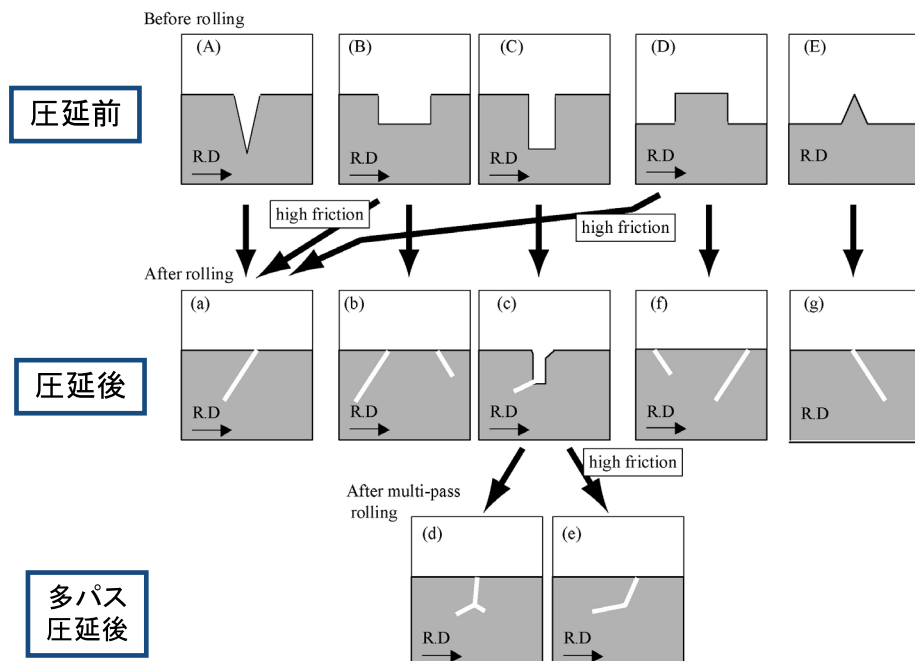 Before rolling
(A)
(B)
(C)
(D)
(E)
圧延前
R.D
R.D
R.D
R.D
R.D
high friction
high friction
After rolling
(a)
(b)
(c)
(f)
(g)
圧延後
R.D
R.D
R.D
R.D
R.D
high friction
After multi-pass
rolling
(d)
(e)
多パス
圧延後
R.D
R.D